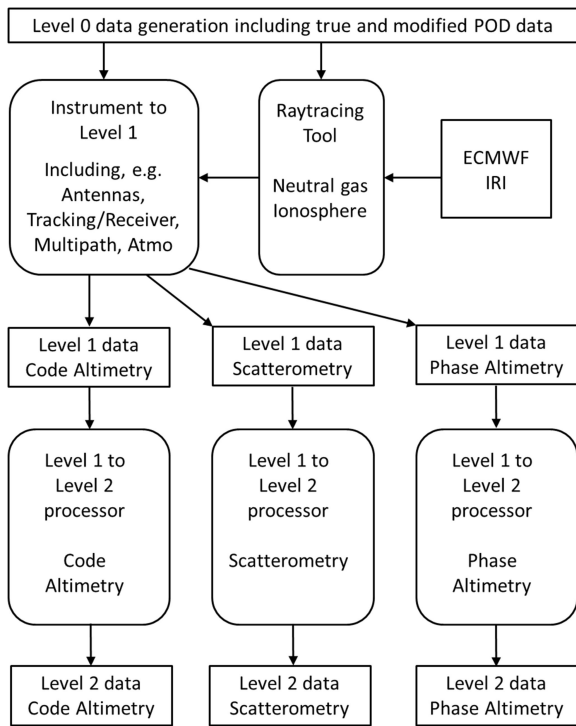 Level 0 data generation including true and modified POD data
Instrument to
Level 1
Including, e.g.
Antennas,
Tracking/Receiver,
Multipath, Atmo
Raytracing
Tool
Neutral gas
Ionosphere
ECMWF
IRI
Level 1 data
Code Altimetry
Level 1 data
Scatterometry
Level 1 data
Phase Altimetry
Level 1 to
Level 2
processor
Code
Altimetry
Level 1 to
Level 2
processor
Scatterometry
Level 1 to
Level 2
processor
Phase
Altimetry
Level 2 data
Code Altimetry
Level 2 data
Scatterometry
Level 2 data
Phase Altimetry